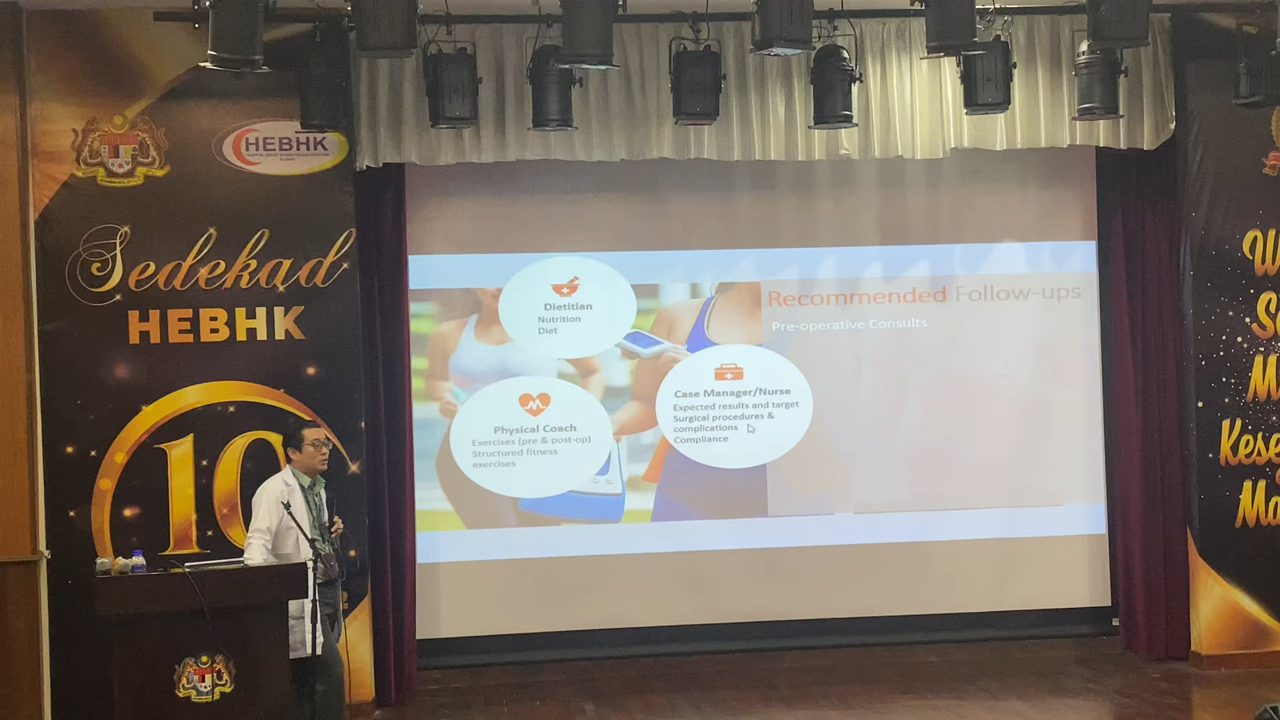 HEBHK
Sedekad
HEBHK
10
Dietitian
Nutrition
Diet
Recommended Follow-ups
Pre-operative Consults
Case Manager/Nurse
Expected results and target
Surgical procedures &
complications
Compliance
Physical Coach
Exercises (pre & post-op)
Structured fitness
exercises